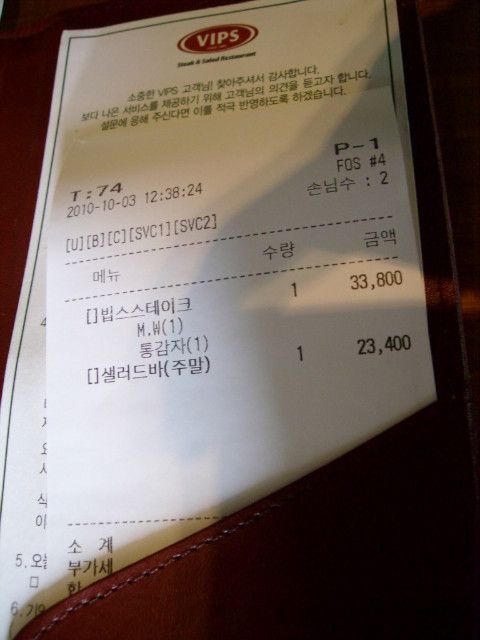 VIPS
Steak & Salad Restaurant
소중한 VIPS 고객님! 찾아주셔서 감사합니다.
보다 나은 서비스를 제공하기 위해 고객님의 의견을 듣고자 합니다.
설문에 응해 주신다면 이를 적극 반영하도록 하겠습니다.
P-1
T:74 FOS #4
2010-10-03 12:38:24 손님수 : 2
[U][B][C][SVC1][SVC2]
메뉴 수량 금액
[]빕스스테이크 1 33,800
M.W(1)
통감자(1)
[]샐러드바(주말) 1 23,400
소 계
부가세
5.
6.